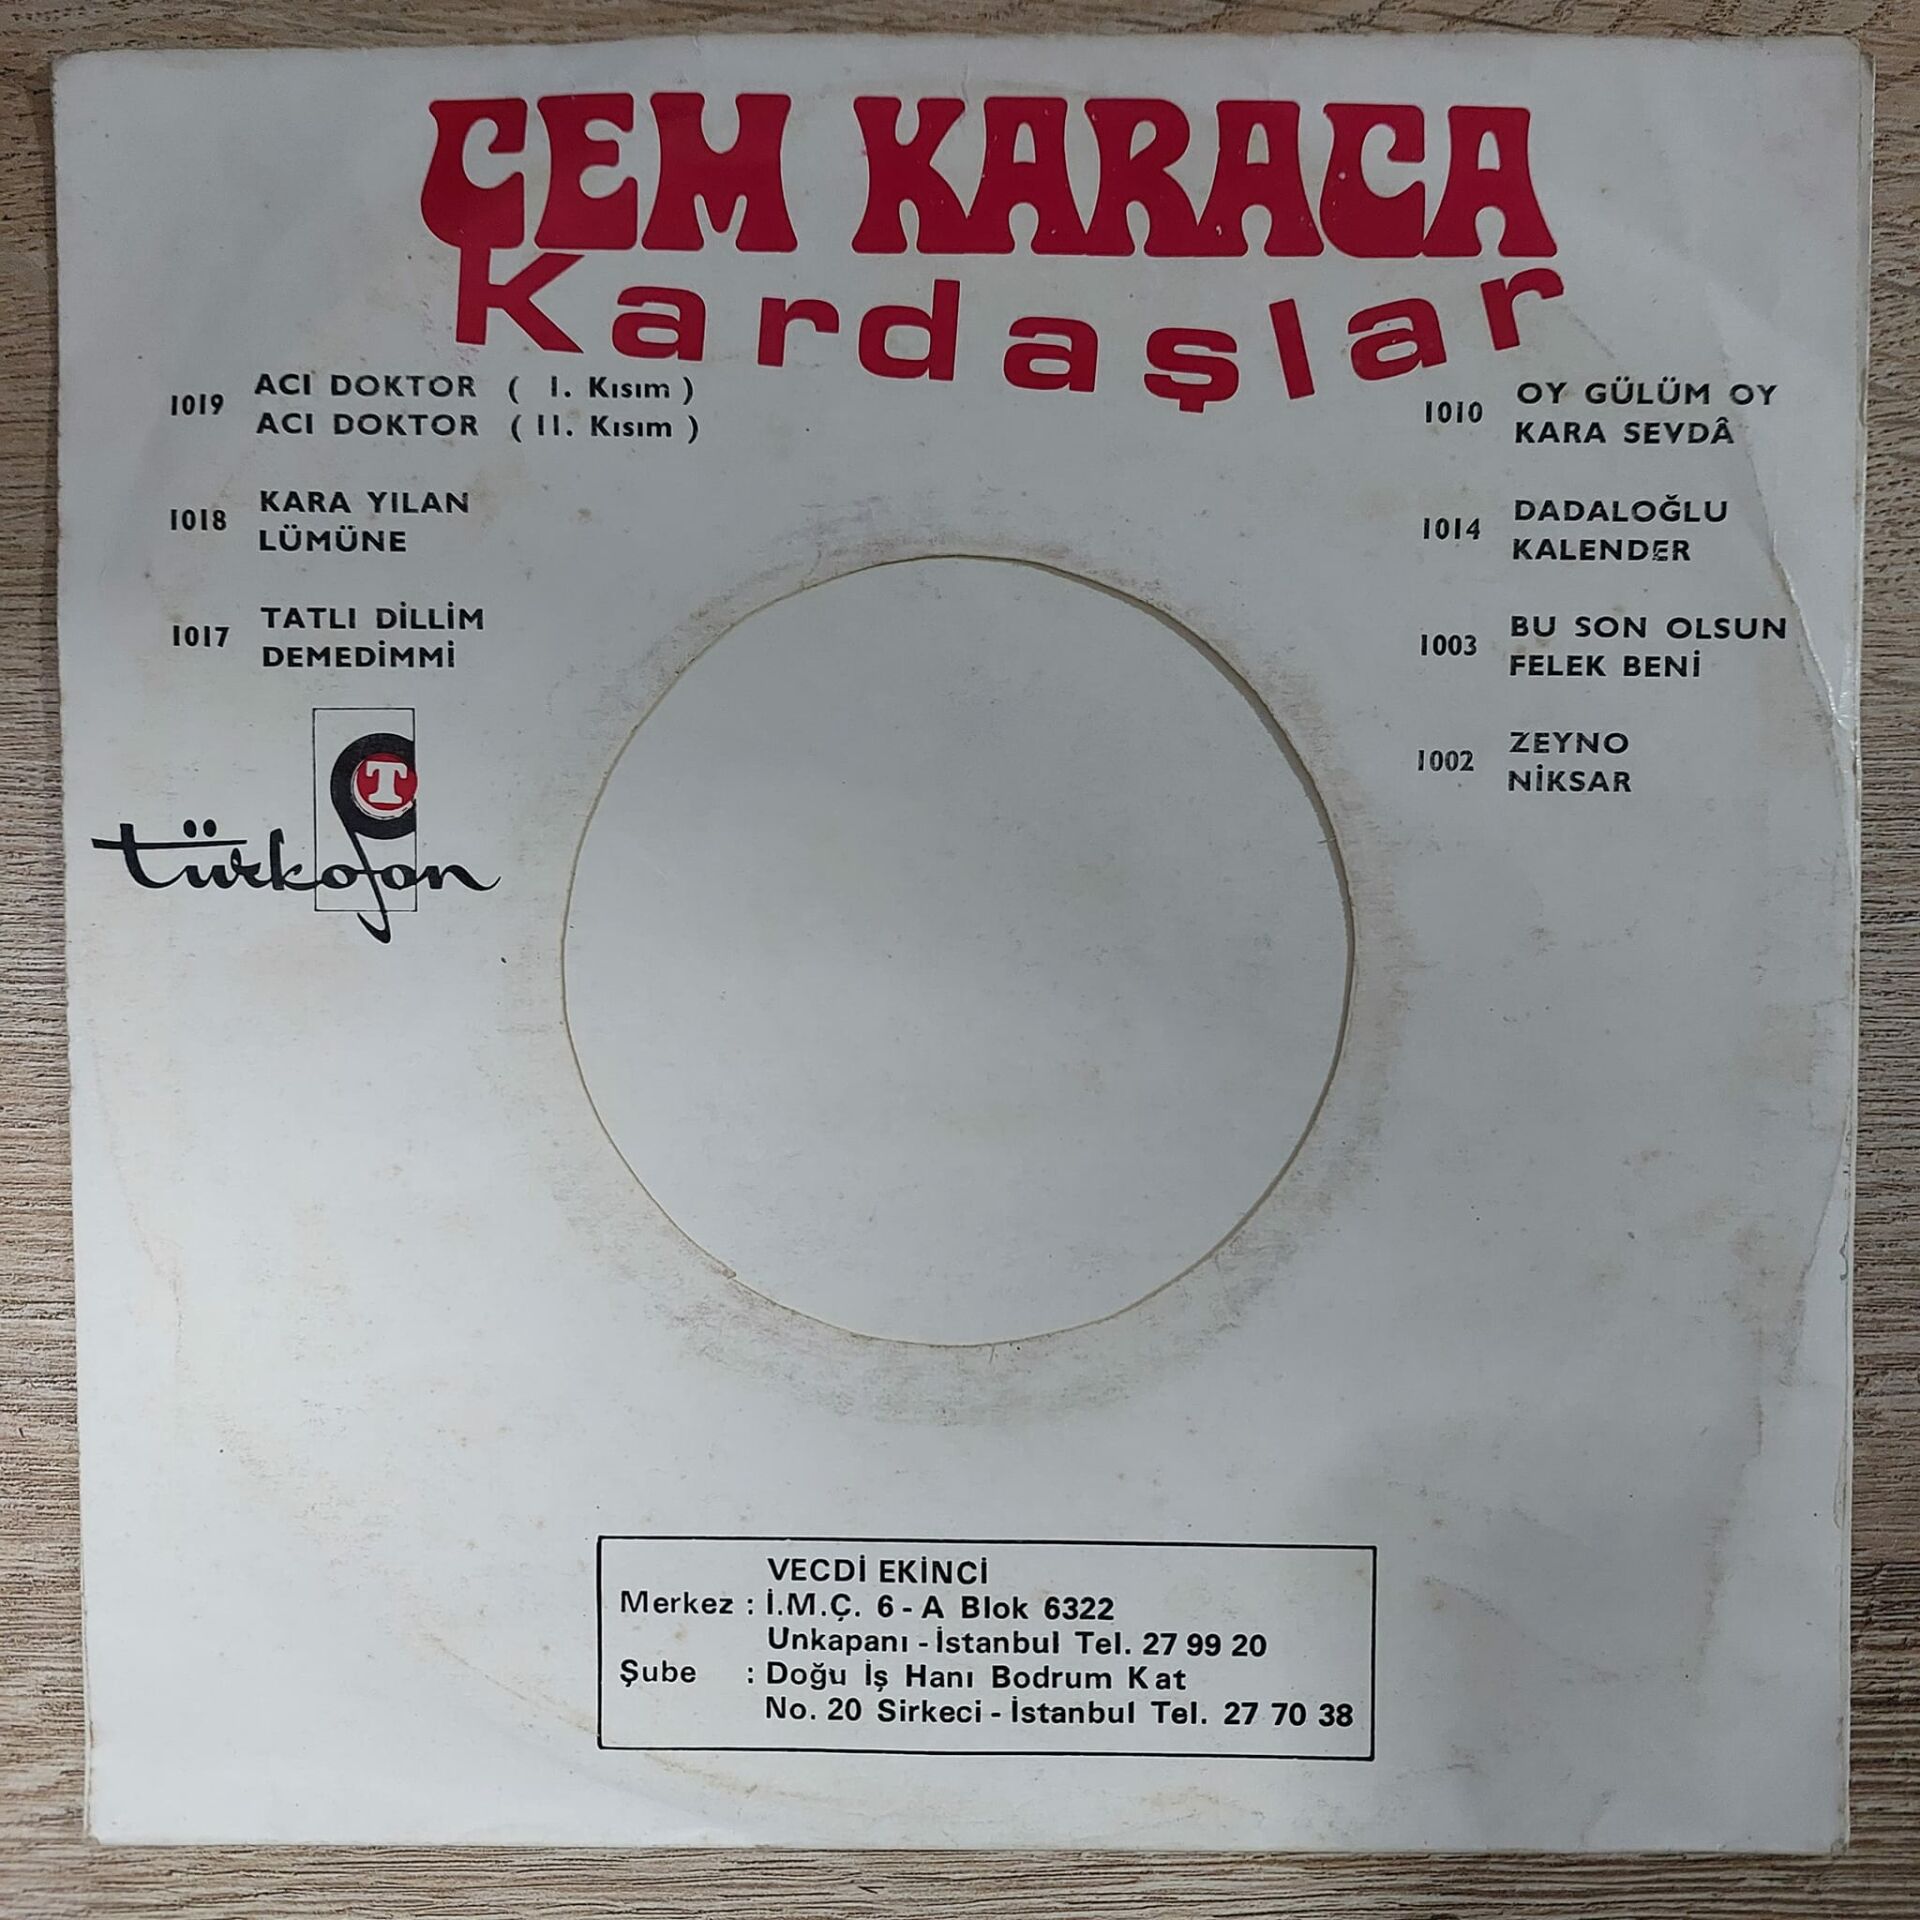 ÇEM KARACA
Kardaşlar
1019
ACI DOKTOR ( I. Kısım )
ACI DOKTOR ( II. Kısım )
1018
KARA YILAN
LÜMÜNE
1017
TATLI DİLLİM
DEMEDİMMİ
T
türkofon
1010
OY GÜLÜM OY
KARA SEVDÂ
1014
DADALOĞLU
KALENDER
1003
BU SON OLSUN
FELEK BENİ
1002
ZEYNO
NİKSAR
VECDİ EKİNCİ
Merkez : İ.M.Ç. 6 - A Blok 6322
Unkapanı - İstanbul Tel. 27 99 20
Şube : Doğu İş Hanı Bodrum Kat
No. 20 Sirkeci - İstanbul Tel. 27 70 38